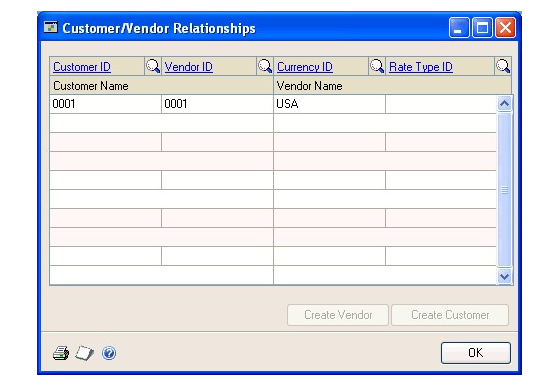 Customer/Vendor Relationships
Customer ID Vendor ID Currency ID Rate Type ID
Customer Name Vendor Name
0001 0001 USA
Create Vendor Create Customer
OK